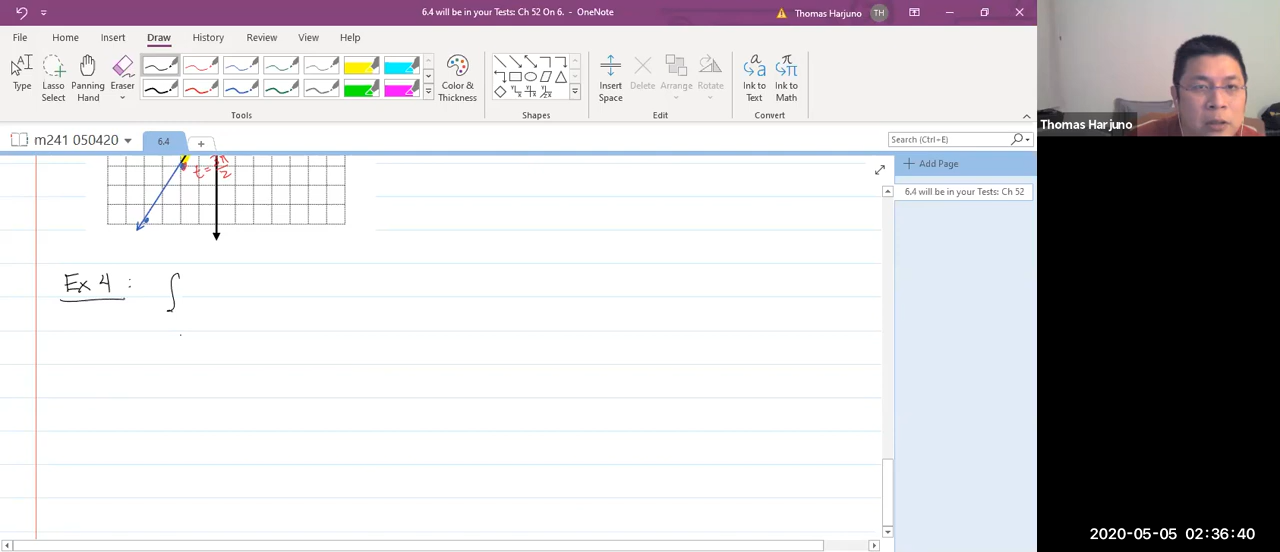 6.4 will be in your Tests: Ch 52 On 6. - OneNote
Thomas Harjuno TH
File Home Insert Draw History Review View Help
Type Lasso Select Panning Hand Eraser Color & Thickness Insert Space Delete Arrange Rotate Ink to Text Ink to Math
Tools Shapes Edit Convert
m241 050420 6.4 Search (Ctrl+E)
Add Page
6.4 will be in your Tests: Ch 52
t=3π/2
Ex 4 : ∫
Thomas Harjuno
2020-05-05 02:36:40